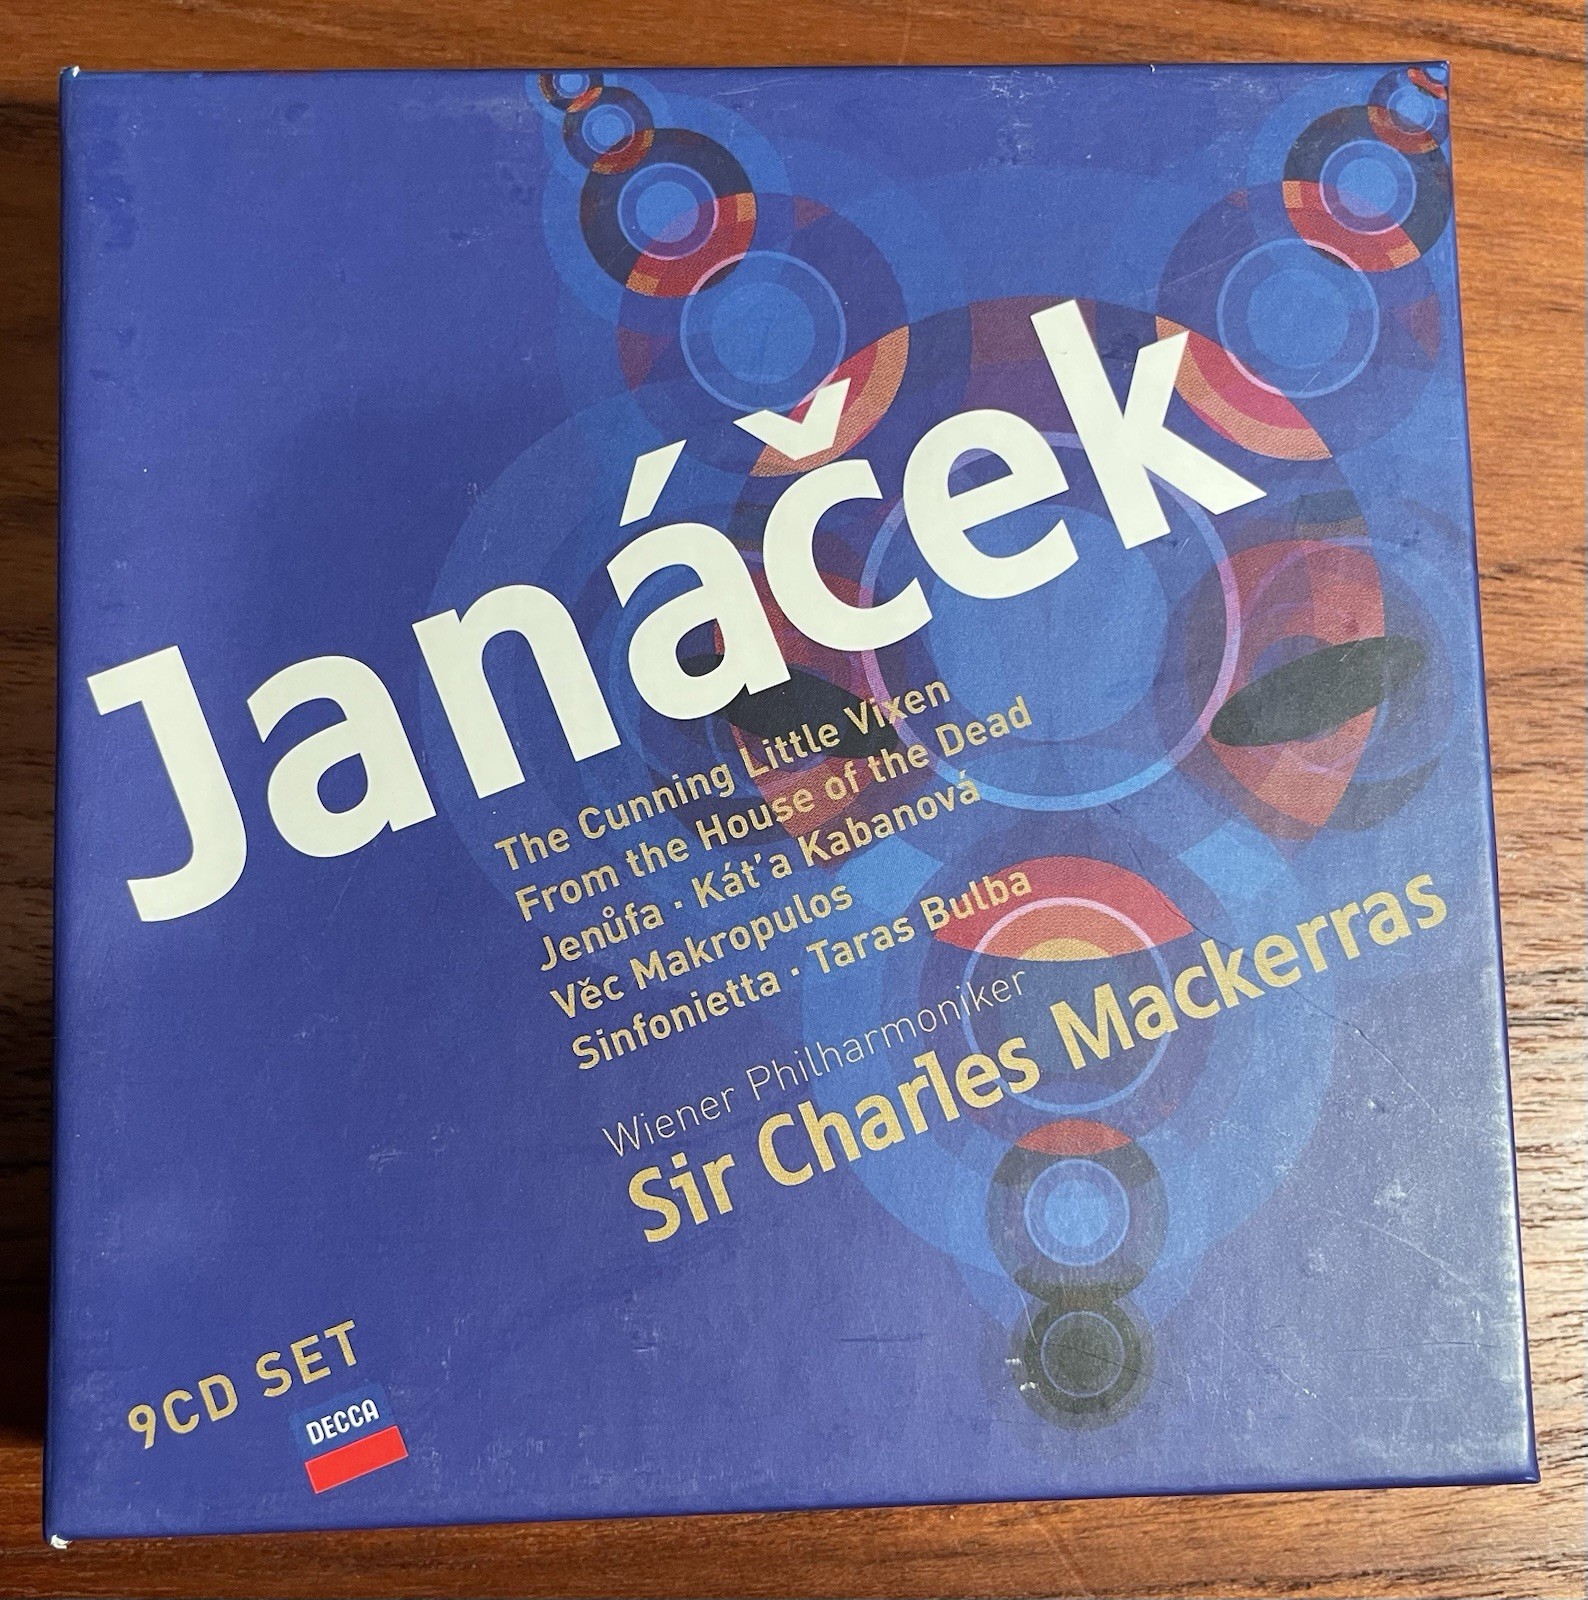 Janáček
The Cunning Little Vixen
From the House of the Dead
Jenůfa · Kát'a Kabanová
Věc Makropulos
Sinfonietta · Taras Bulba
Wiener Philharmoniker
Sir Charles Mackerras
9CD SET
DECCA